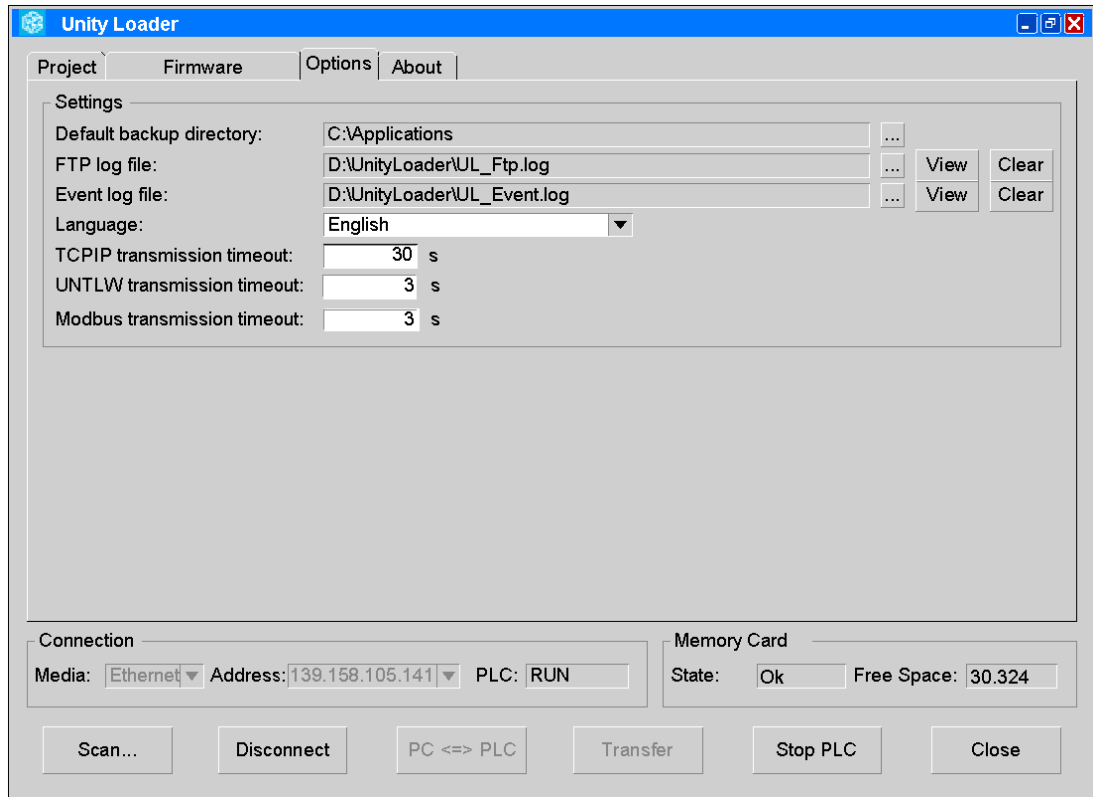 Unity Loader
Project Firmware Options About
Settings
Default backup directory: C:\Applications ...
FTP log file: D:\UnityLoader\UL_Ftp.log ... View Clear
Event log file: D:\UnityLoader\UL_Event.log ... View Clear
Language: English
TCPIP transmission timeout: 30 s
UNTLW transmission timeout: 3 s
Modbus transmission timeout: 3 s
Connection Memory Card
Media: Ethernet Address: 139.158.105.141 PLC: RUN State: Ok Free Space: 30.324
Scan... Disconnect PC <=> PLC Transfer Stop PLC Close